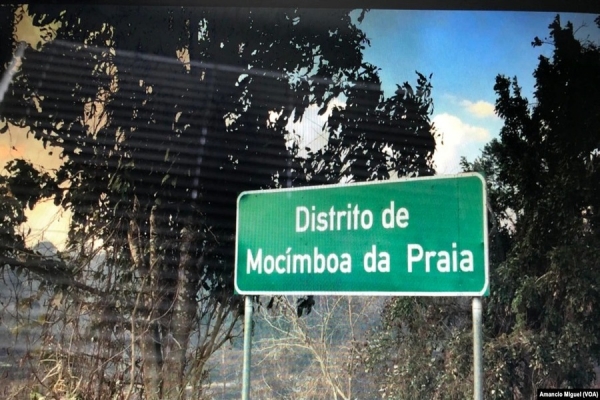 Distrito de
Mocímboa da Praia
Amancio Miguel (VOA)